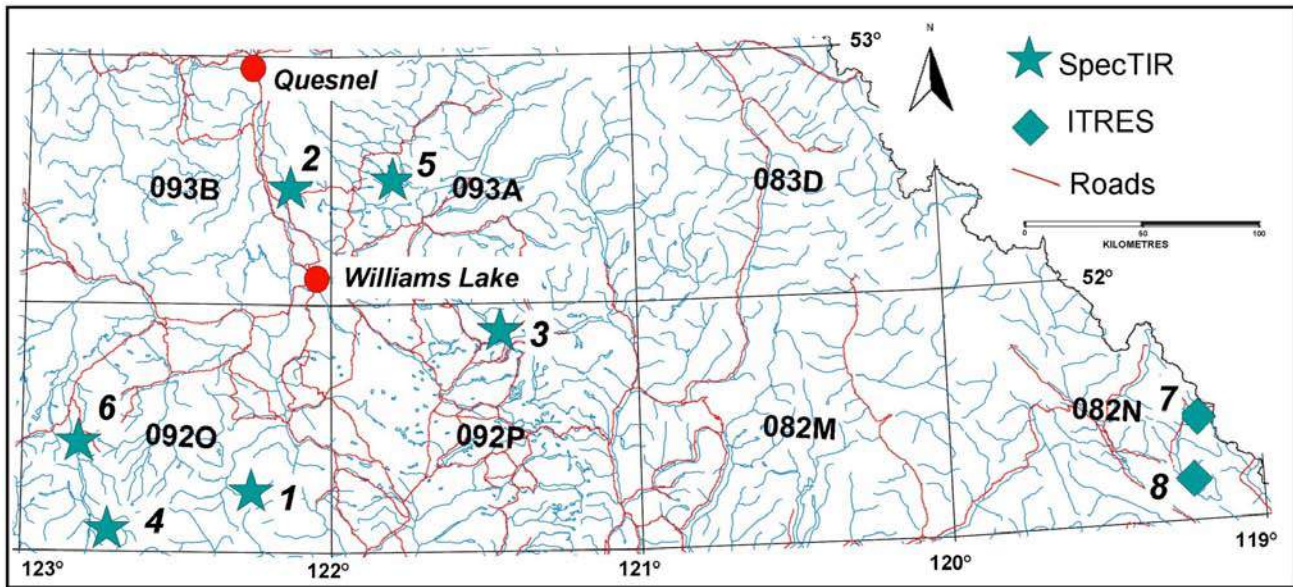 53°
N
SpecTIR
Quesnel
ITRES
2
5
093B
093A
083D
Roads
0 50 100
KILOMETRES
Williams Lake
52°
3
6
7
092O
092P
082M
082N
8
1
4
123°
122°
121°
120°
119°